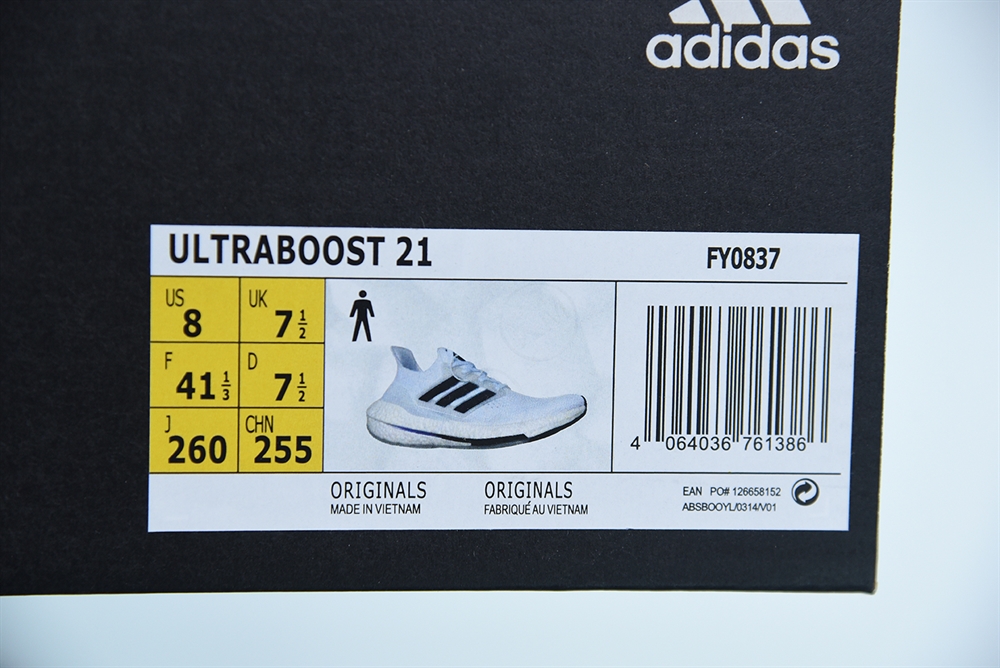 adidas
ULTRABOOST 21
FY0837
US 8
UK 7 1/2
F 41 1/3
D 7 1/2
J 260
CHN 255
4 064036 761386
ORIGINALS
MADE IN VIETNAM
ORIGINALS
FABRIQUÉ AU VIETNAM
EAN PO# 126658152
ABSBOOYL/0314/V01